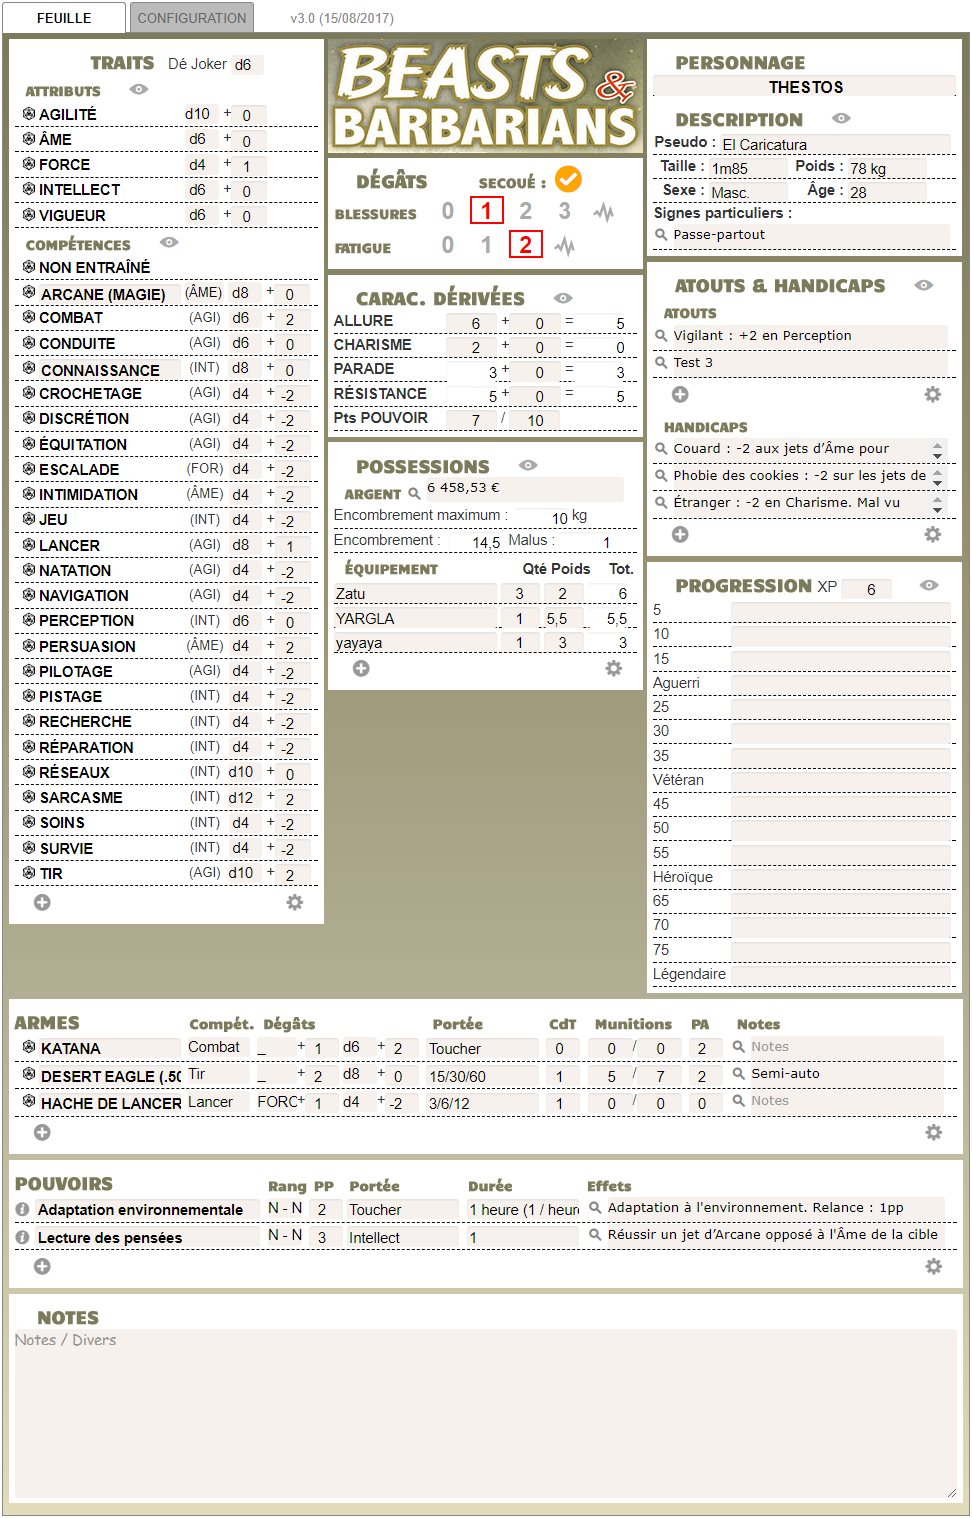 FEUILLE CONFIGURATION v3.0 (15/08/2017)
TRAITS Dé Joker d6
ATTRIBUTS
AGILITÉ d10 + 0
ÂME d6 + 0
FORCE d4 + 1
INTELLECT d6 + 0
VIGUEUR d6 + 0
COMPÉTENCES
NON ENTRAÎNÉ
ARCANE (MAGIE) (ÂME) d8 + 0
COMBAT (AGI) d6 + 2
CONDUITE (AGI) d6 + 0
CONNAISSANCE (INT) d8 + 0
CROCHETAGE (AGI) d4 + -2
DISCRÉTION (AGI) d4 + -2
ÉQUITATION (AGI) d4 + -2
ESCALADE (FOR) d4 + -2
INTIMIDATION (ÂME) d4 + -2
JEU (INT) d4 + -2
LANCER (AGI) d8 + 1
NATATION (AGI) d4 + -2
NAVIGATION (AGI) d4 + -2
PERCEPTION (INT) d6 + 0
PERSUASION (ÂME) d4 + 2
PILOTAGE (AGI) d4 + -2
PISTAGE (INT) d4 + -2
RECHERCHE (INT) d4 + -2
RÉPARATION (INT) d4 + -2
RÉSEAUX (INT) d10 + 0
SARCASME (INT) d12 + 2
SOINS (INT) d4 + -2
SURVIE (INT) d4 + -2
TIR (AGI) d10 + 2
BEASTS &
BARBARIANS
DÉGÂTS SECOUÉ :
BLESSURES 0 1 2 3
FATIGUE 0 1 2
CARAC. DÉRIVÉES
ALLURE 6 + 0 = 5
CHARISME 2 + 0 = 0
PARADE 3 + 0 = 3
RÉSISTANCE 5 + 0 = 5
Pts POUVOIR 7 / 10
POSSESSIONS
ARGENT 6 458,53 €
Encombrement maximum : 10 kg
Encombrement : 14,5 Malus : 1
ÉQUIPEMENT Qté Poids Tot.
Zatu 3 2 6
YARGLA 1 5,5 5,5
yayaya 1 3 3
PERSONNAGE
THESTOS
DESCRIPTION
Pseudo : El Caricatura
Taille : 1m85 Poids : 78 kg
Sexe : Masc. Âge : 28
Signes particuliers :
Passe-partout
ATOUTS & HANDICAPS
ATOUTS
Vigilant : +2 en Perception
Test 3
HANDICAPS
Couard : -2 aux jets d’Âme pour
Phobie des cookies : -2 sur les jets de
Étranger : -2 en Charisme. Mal vu
PROGRESSION XP 6
5
10
15
Aguerri
25
30
35
Vétéran
45
50
55
Héroïque
65
70
75
Légendaire
ARMES Compét. Dégâts Portée CdT Munitions PA Notes
KATANA Combat _ + 1 d6 + 2 Toucher 0 0 / 0 2 Notes
DESERT EAGLE (.50 Tir _ + 2 d8 + 0 15/30/60 1 5 / 7 2 Semi-auto
HACHE DE LANCER Lancer FORC + 1 d4 + -2 3/6/12 1 0 / 0 0 Notes
POUVOIRS Rang PP Portée Durée Effets
Adaptation environnementale N - N 2 Toucher 1 heure (1 / heure Adaptation à l'environnement. Relance : 1pp
Lecture des pensées N - N 3 Intellect 1 Réussir un jet d’Arcane opposé à l'Âme de la cible
NOTES
Notes / Divers